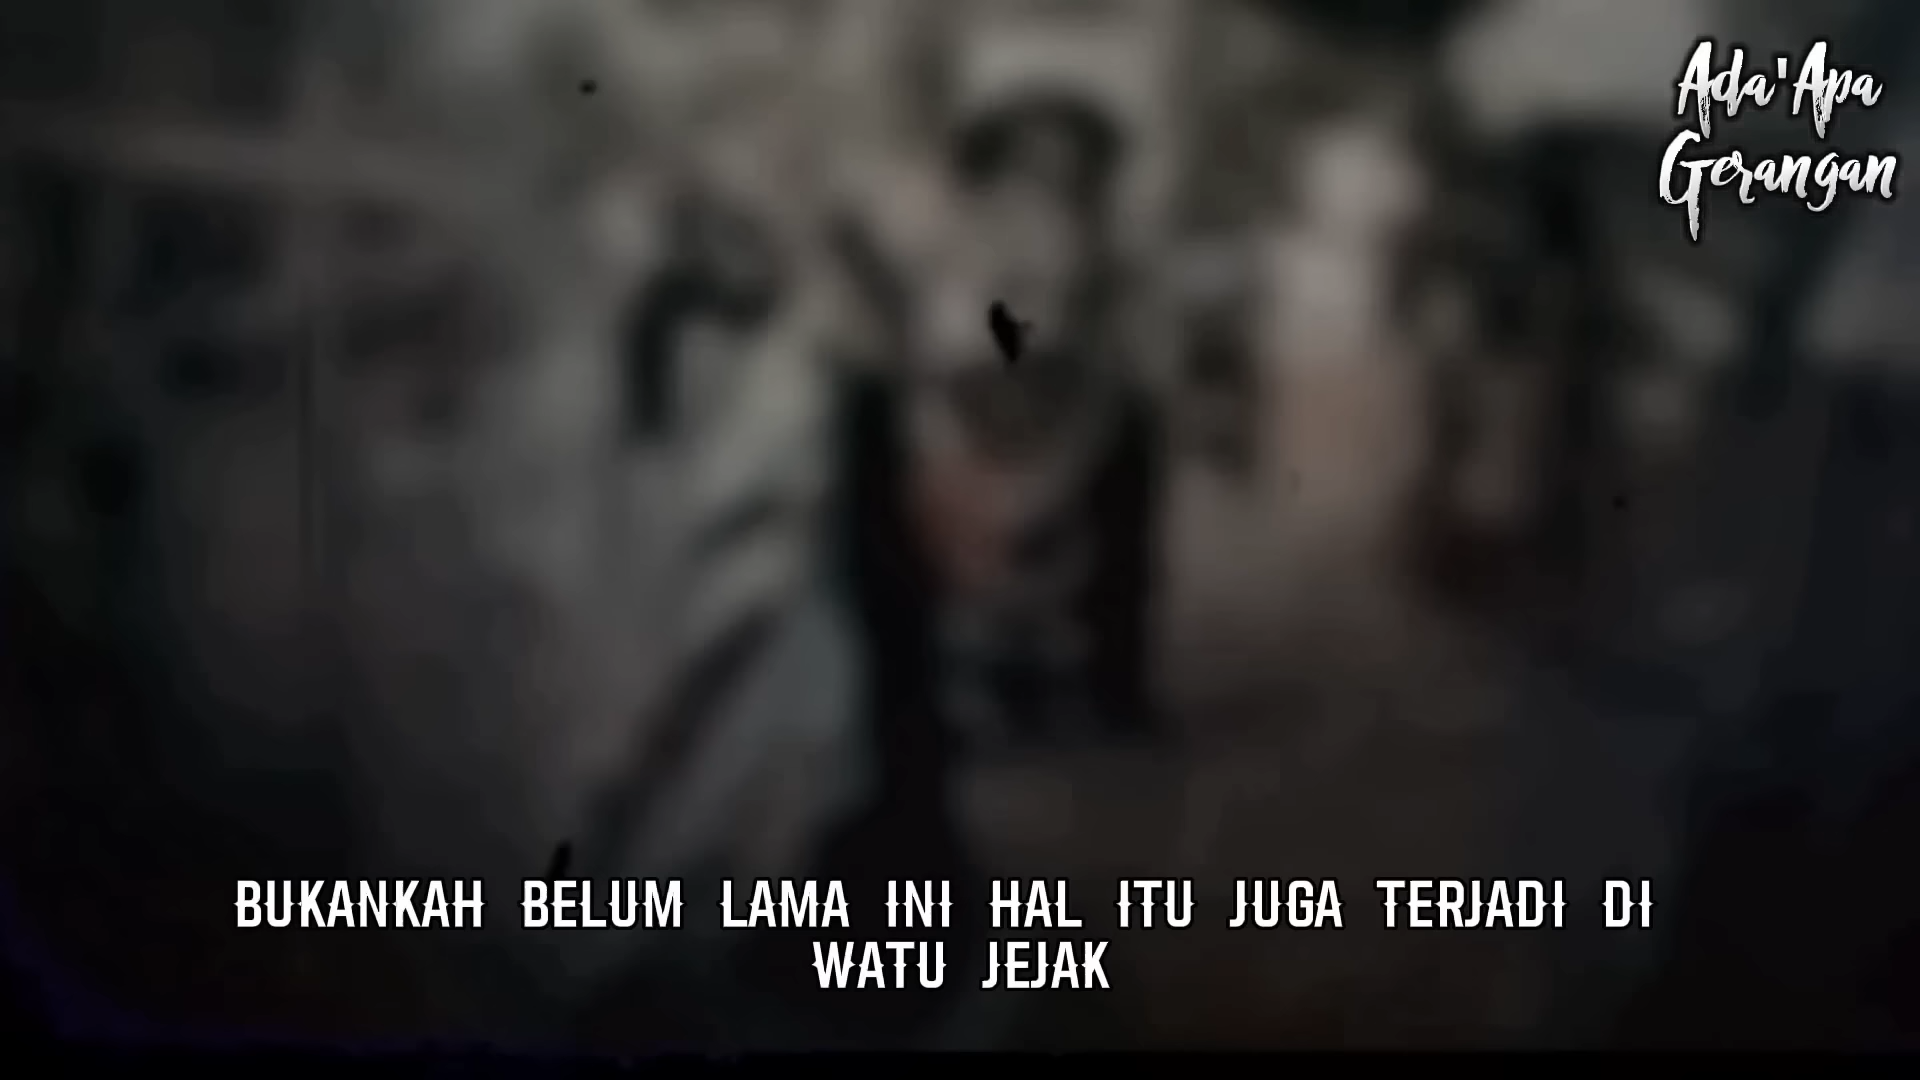 Ada'Apa
Gerangan
BUKANKAH BELUM LAMA INI HAL ITU JUGA TERJADI DI
WATU JEJAK